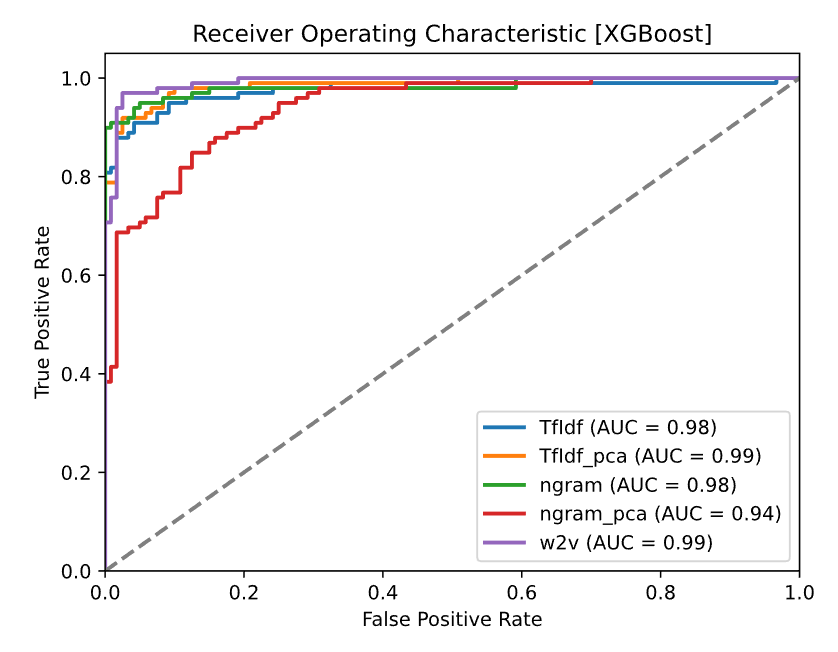 Receiver Operating Characteristic [XGBoost]
True Positive Rate
1.0
0.8
0.6
0.4
0.2
0.0
TfIdf (AUC = 0.98)
TfIdf_pca (AUC = 0.99)
ngram (AUC = 0.98)
ngram_pca (AUC = 0.94)
w2v (AUC = 0.99)
0.0 0.2 0.4 0.6 0.8 1.0
False Positive Rate